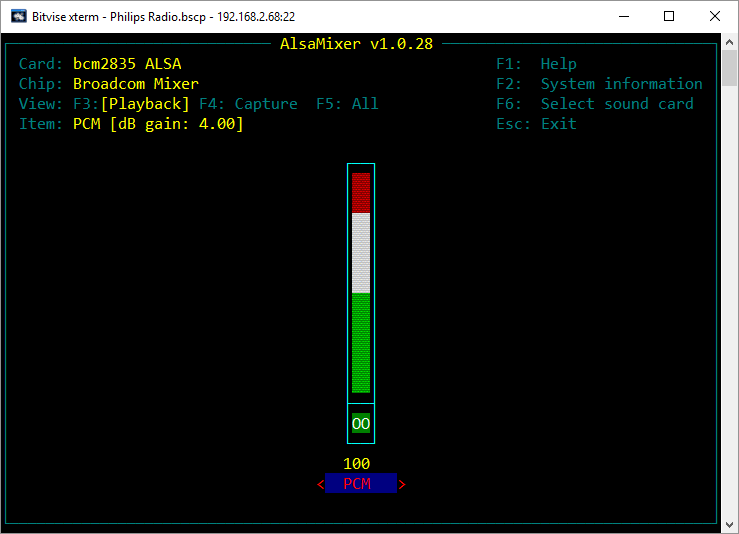 Bitvise xterm - Philips Radio.bscp - 192.168.2.68:22
AlsaMixer v1.0.28
Card: bcm2835 ALSA F1: Help
Chip: Broadcom Mixer F2: System information
View: F3:[Playback] F4: Capture F5: All F6: Select sound card
Item: PCM [dB gain: 4.00] Esc: Exit
OO
100
< PCM >